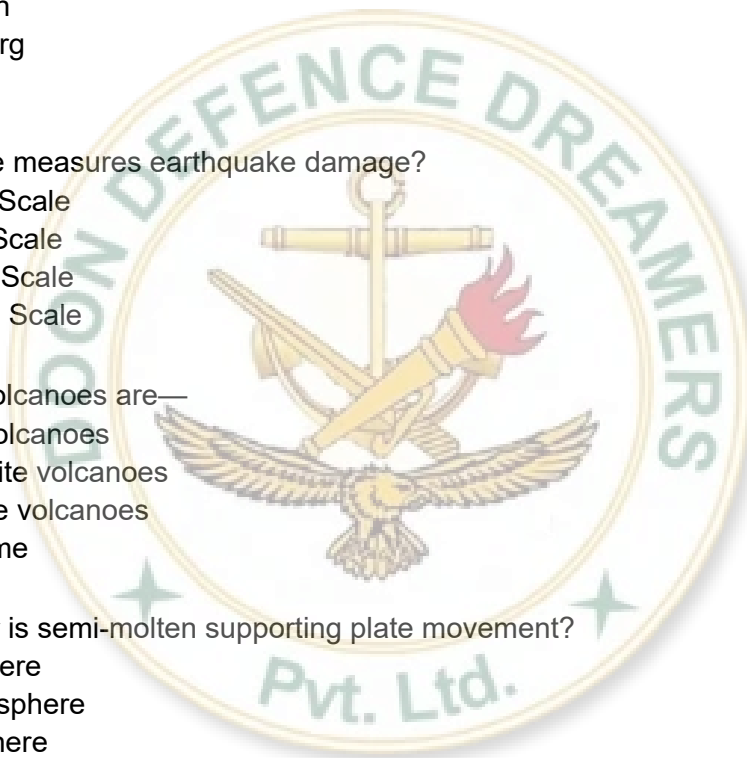 rg
e measures earthquake damage?
Scale
Scale
Scale
Scale
olcanoes are—
olcanoes
ite volcanoes
e volcanoes
me
is semi-molten supporting plate movement?
ere
sphere
here
DOON DEFENCE DREAMERS
Pvt. Ltd.